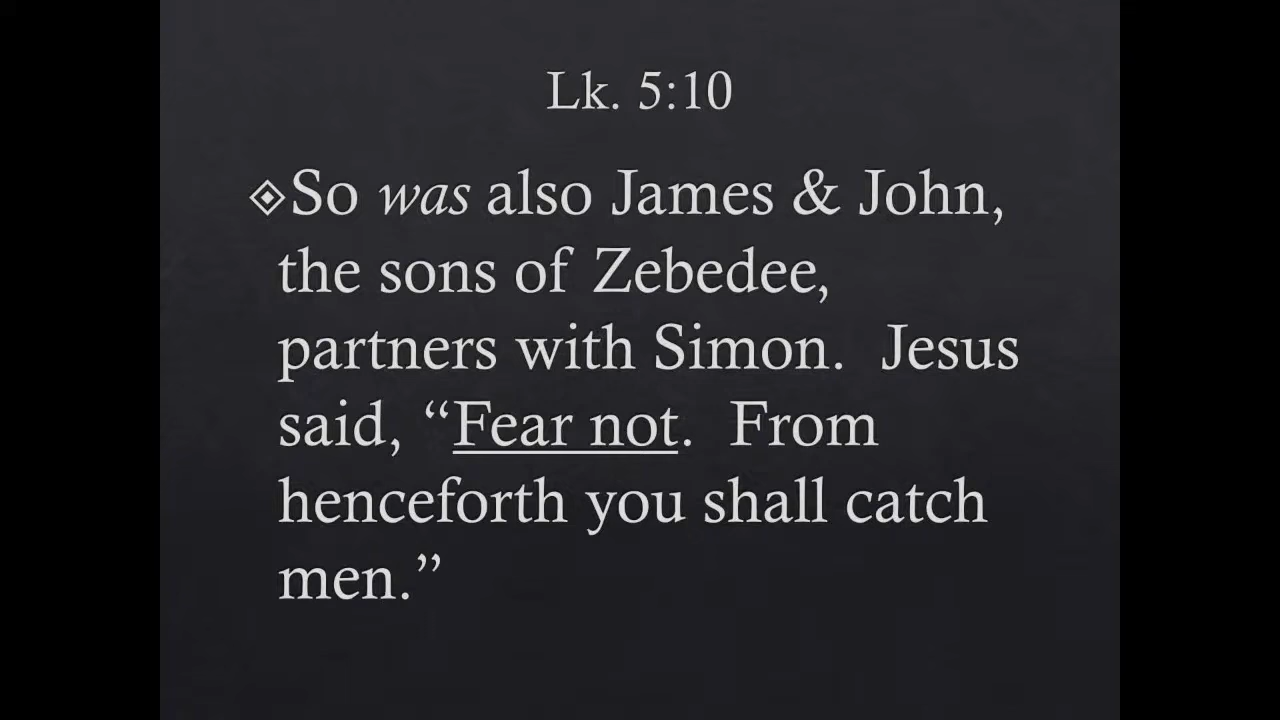 Lk. 5:10
So was also James & John,
the sons of Zebedee,
partners with Simon.  Jesus
said, “Fear not.  From
henceforth you shall catch
men.”